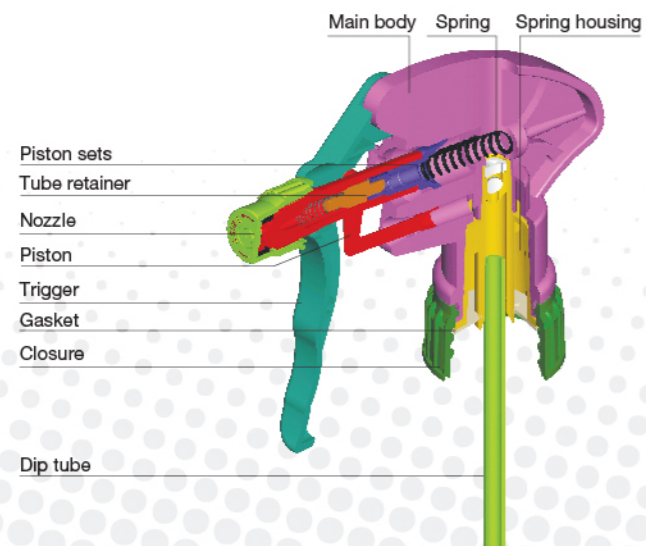 Main body
Spring
Spring housing
Piston sets
Tube retainer
Nozzle
Piston
Trigger
Gasket
Closure
Dip tube